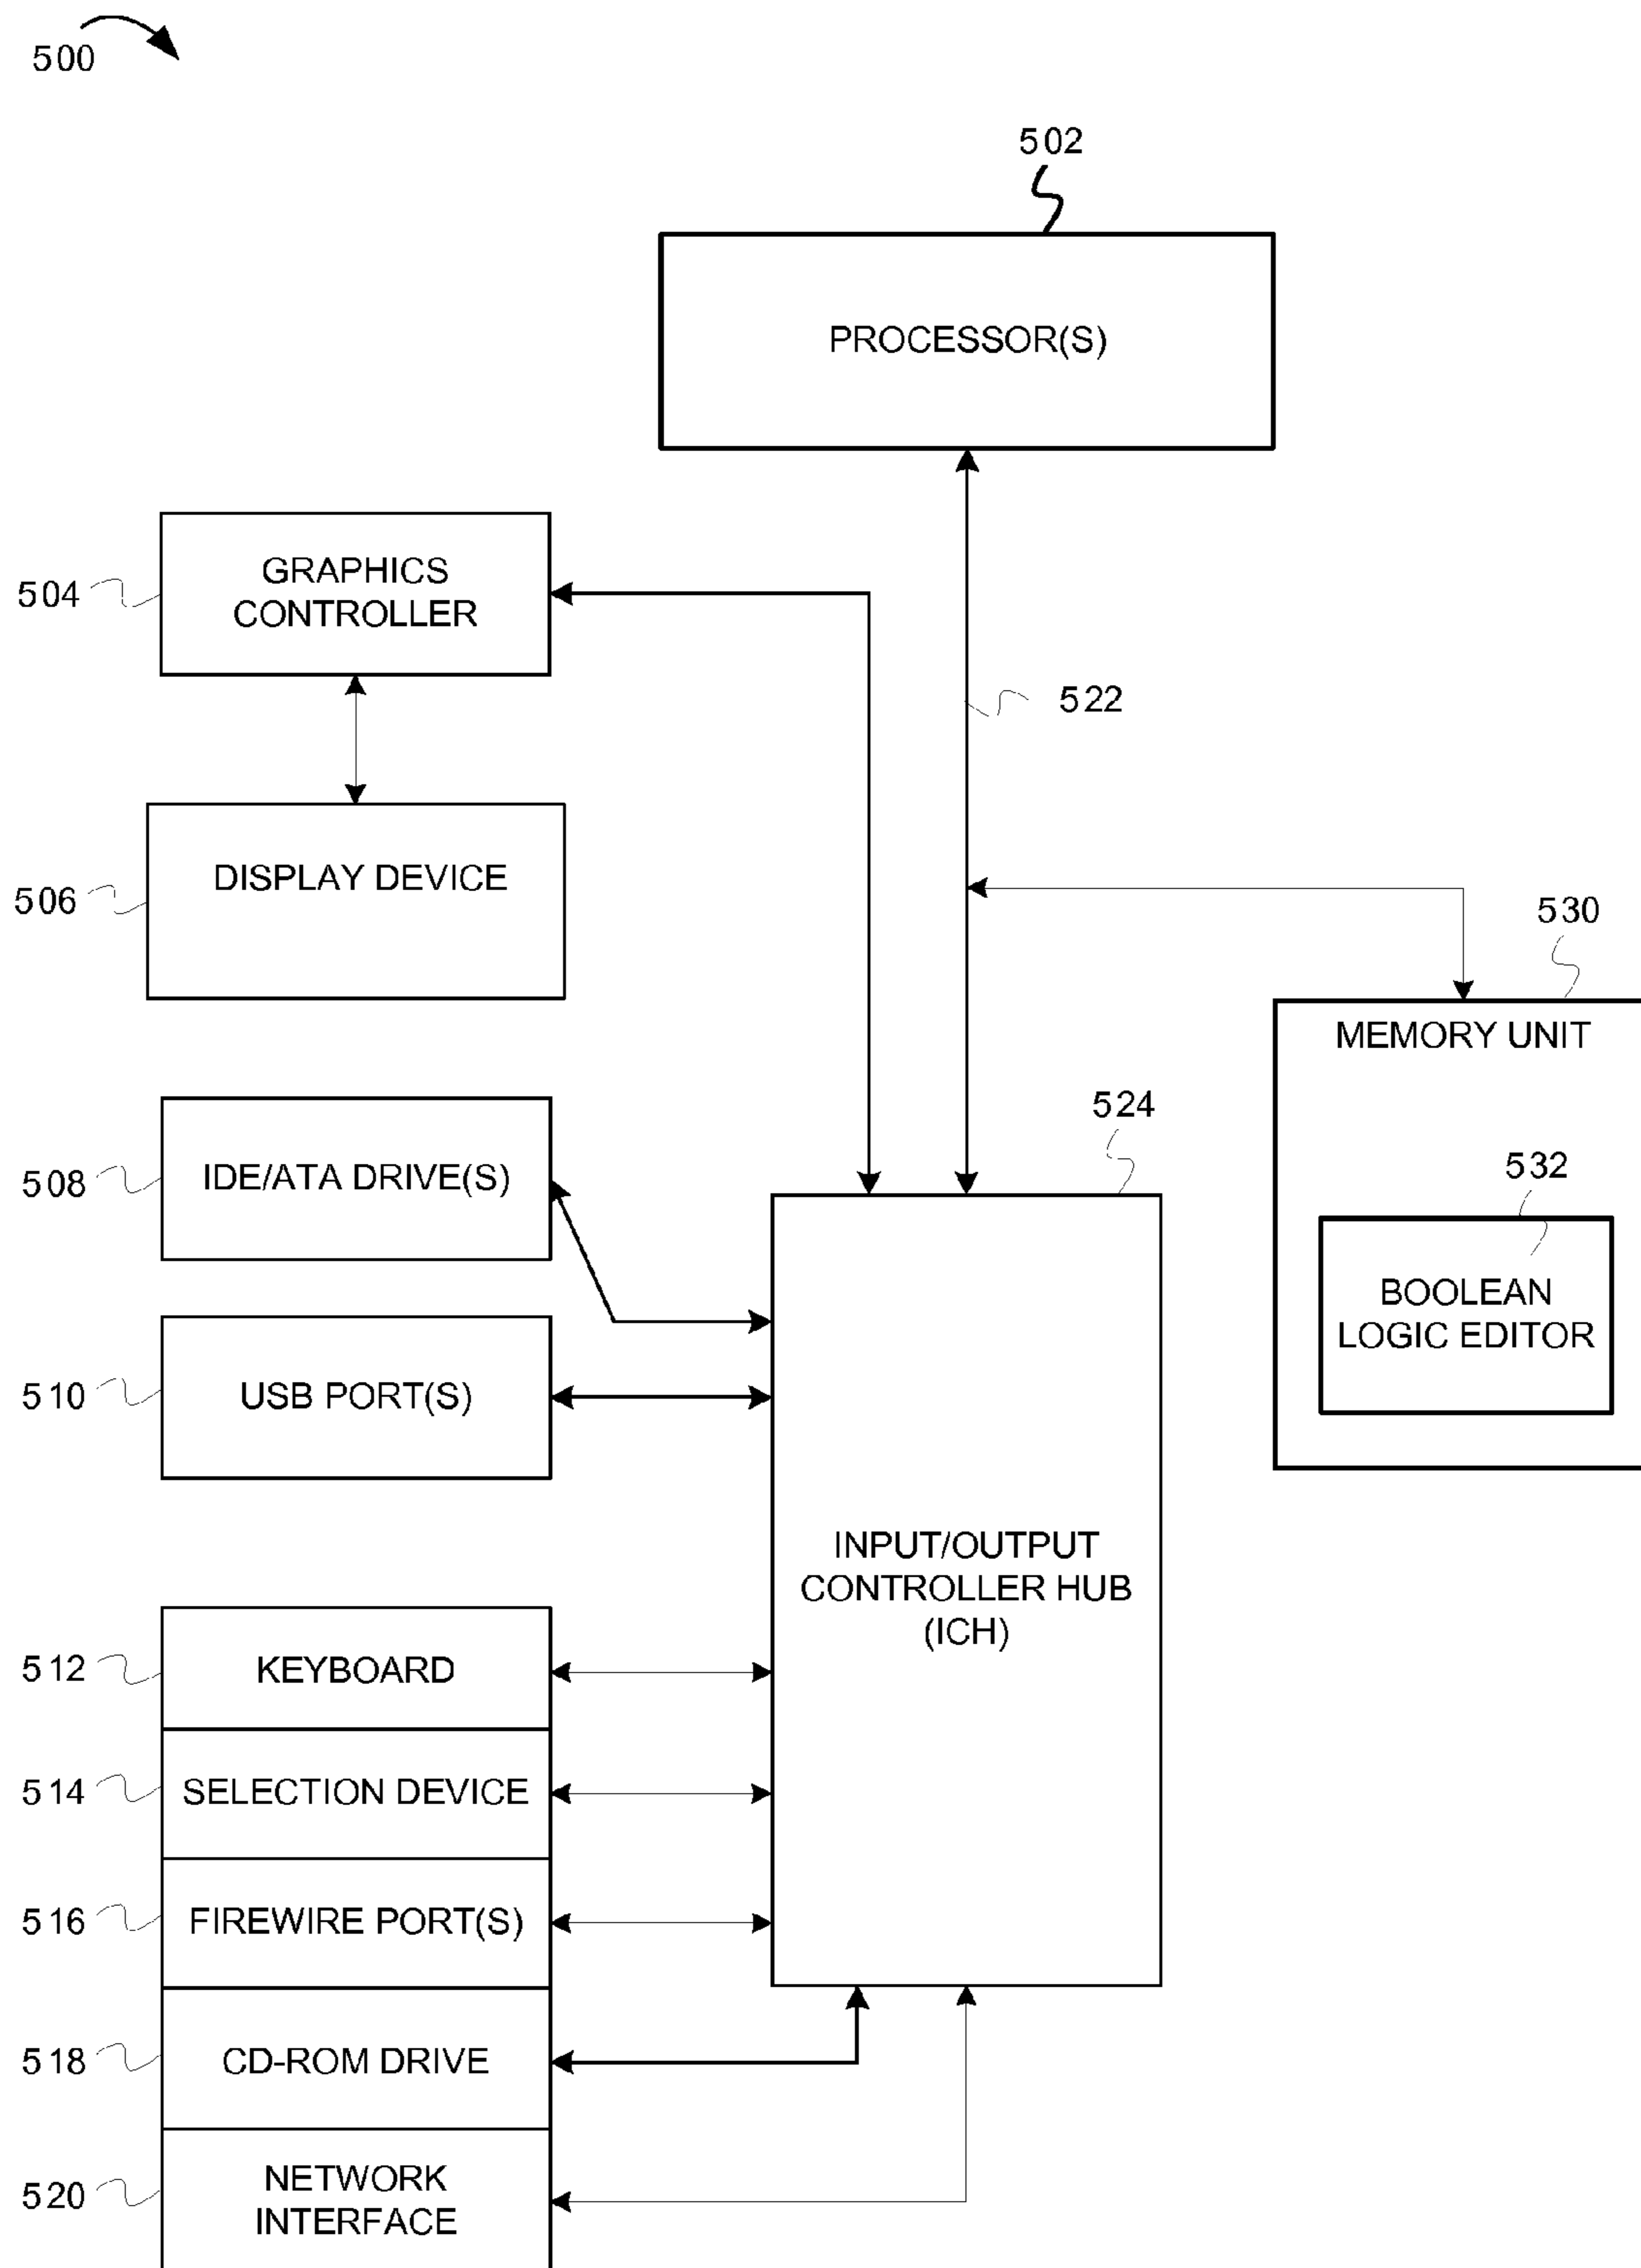 500
502
PROCESSOR(S)
504
GRAPHICS
CONTROLLER
522
506
DISPLAY DEVICE
530
MEMORY UNIT
524
508
IDE/ATA DRIVE(S)
532
BOOLEAN
LOGIC EDITOR
510
USB PORT(S)
INPUT/OUTPUT
CONTROLLER HUB
(ICH)
512
KEYBOARD
514
SELECTION DEVICE
516
FIREWIRE PORT(S)
518
CD-ROM DRIVE
520
NETWORK
INTERFACE